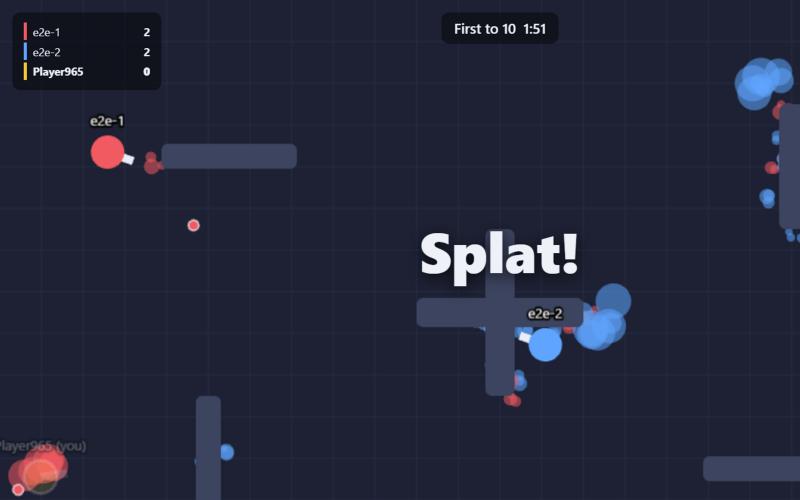 e2e-1 2
e2e-2 2
Player965 0
First to 10 1:51
e2e-1
Splat!
e2e-2
Player965 (you)